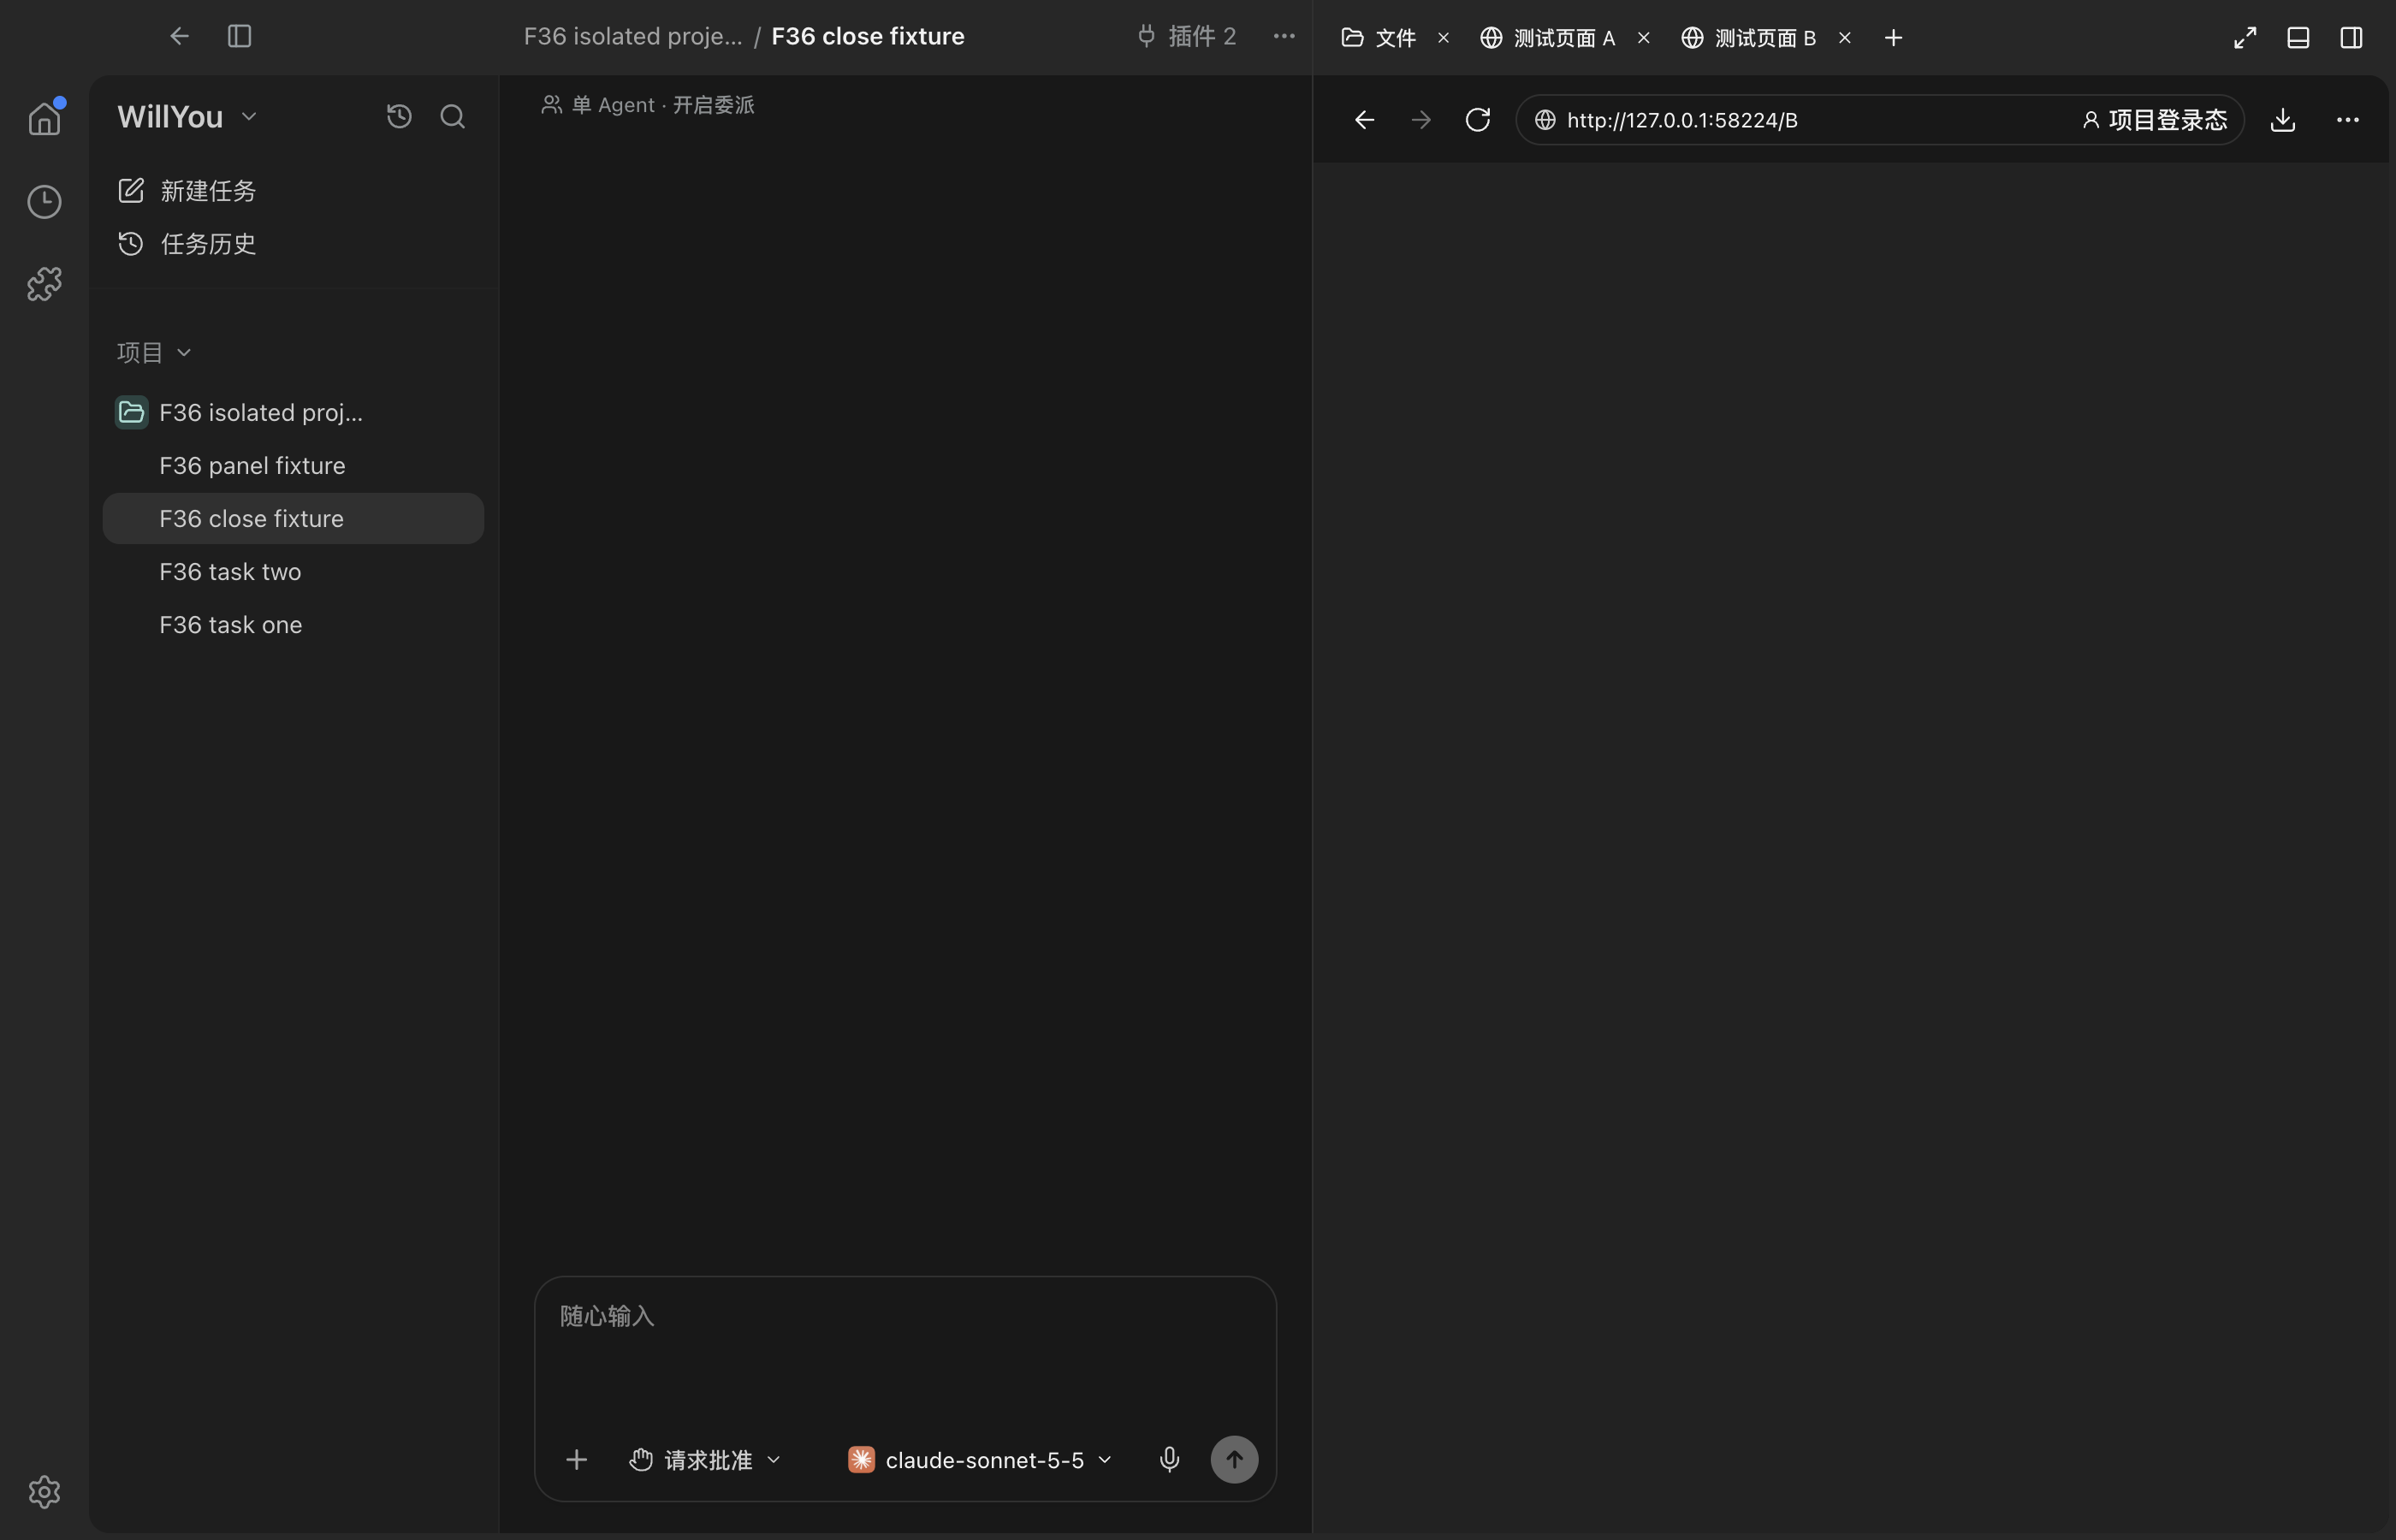 F36 isolated proje... / F36 close fixture
插件 2
文件
测试页面 A
测试页面 B
WillYou
新建任务
任务历史
项目
F36 isolated proj...
F36 panel fixture
F36 close fixture
F36 task two
F36 task one
单 Agent · 开启委派
随心输入
请求批准
claude-sonnet-5-5
http://127.0.0.1:58224/B
项目登录态